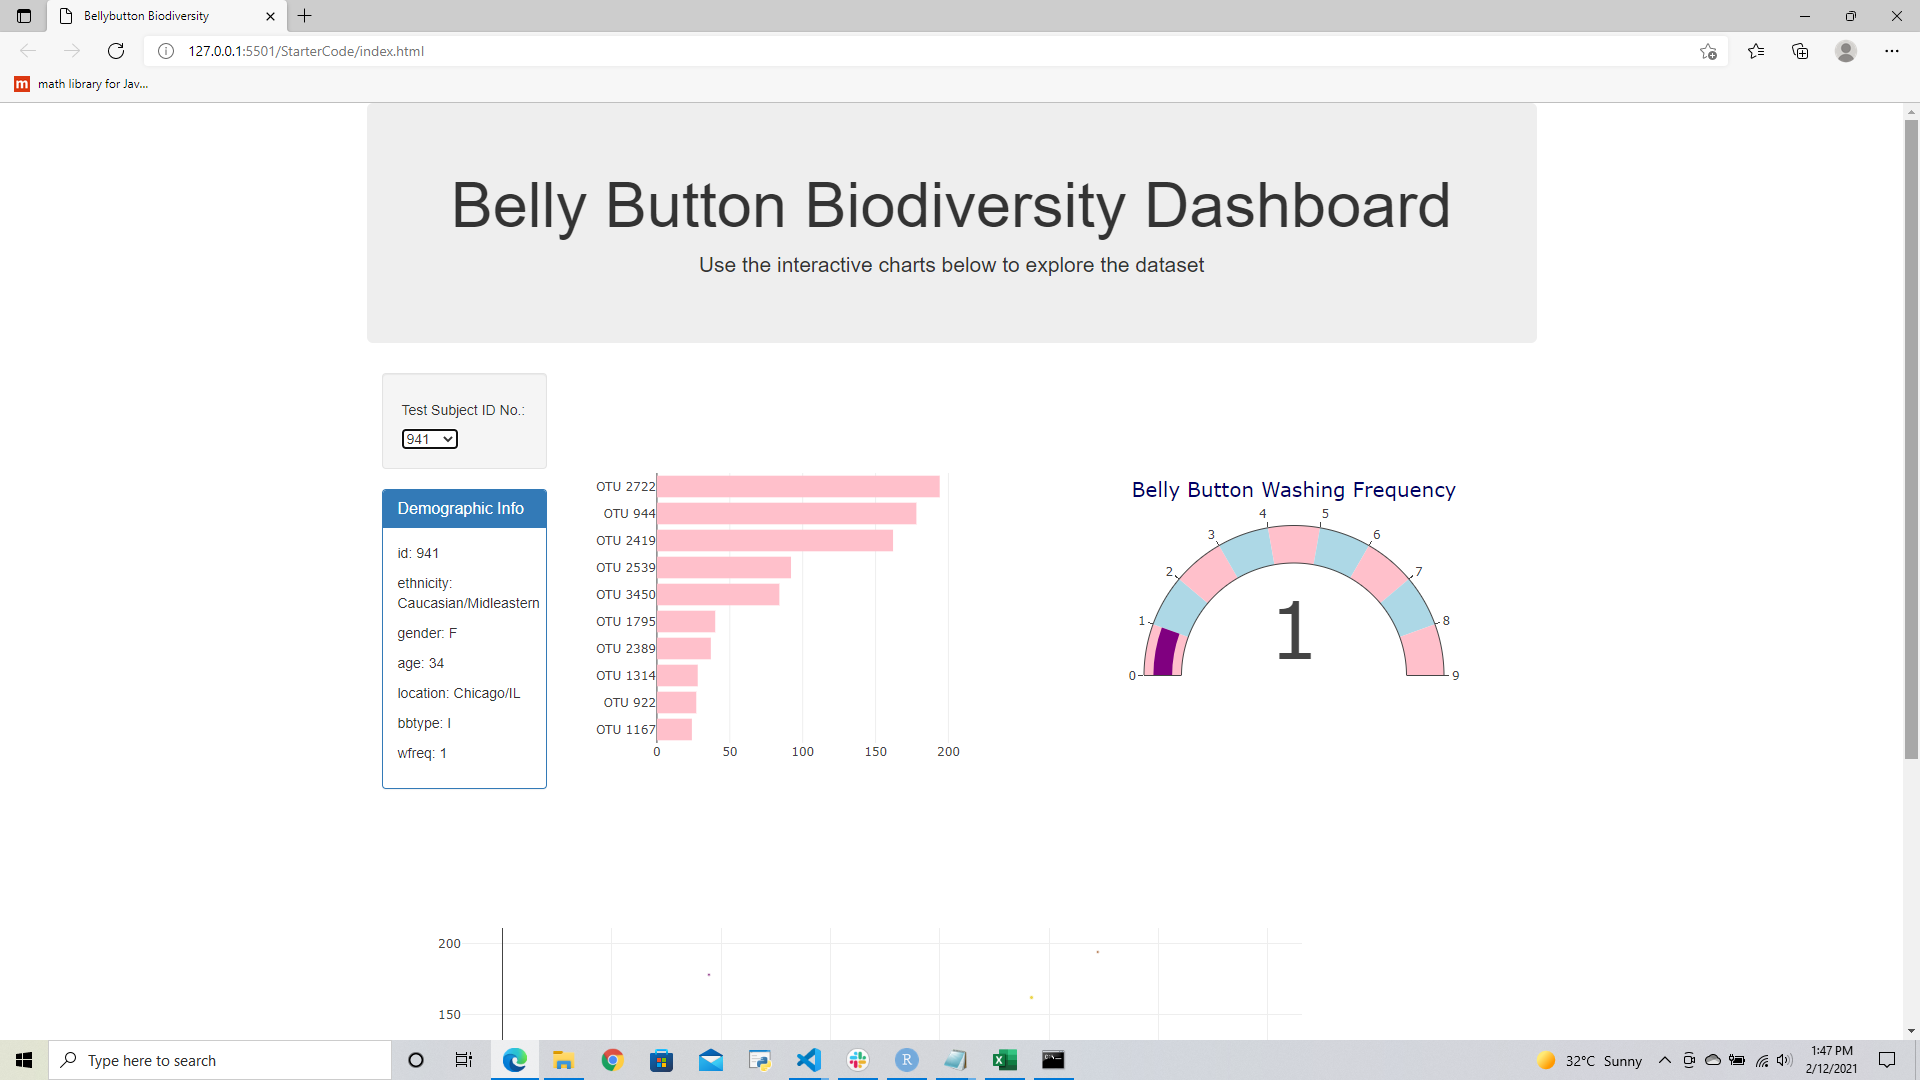 Bellybutton Biodiversity
127.0.0.1:5501/StarterCode/index.html
m math library for Jav...
Belly Button Biodiversity Dashboard
Use the interactive charts below to explore the dataset
Test Subject ID No.:
941
Demographic Info
id: 941
ethnicity:
Caucasian/Midleastern
gender: F
age: 34
location: Chicago/IL
bbtype: I
wfreq: 1
OTU 2722
OTU 944
OTU 2419
OTU 2539
OTU 3450
OTU 1795
OTU 2389
OTU 1314
OTU 922
OTU 1167
0 50 100 150 200
Belly Button Washing Frequency
0 1 2 3 4 5 6 7 8 9
1
200
150
Type here to search
R
32°C Sunny
1:47 PM
2/12/2021